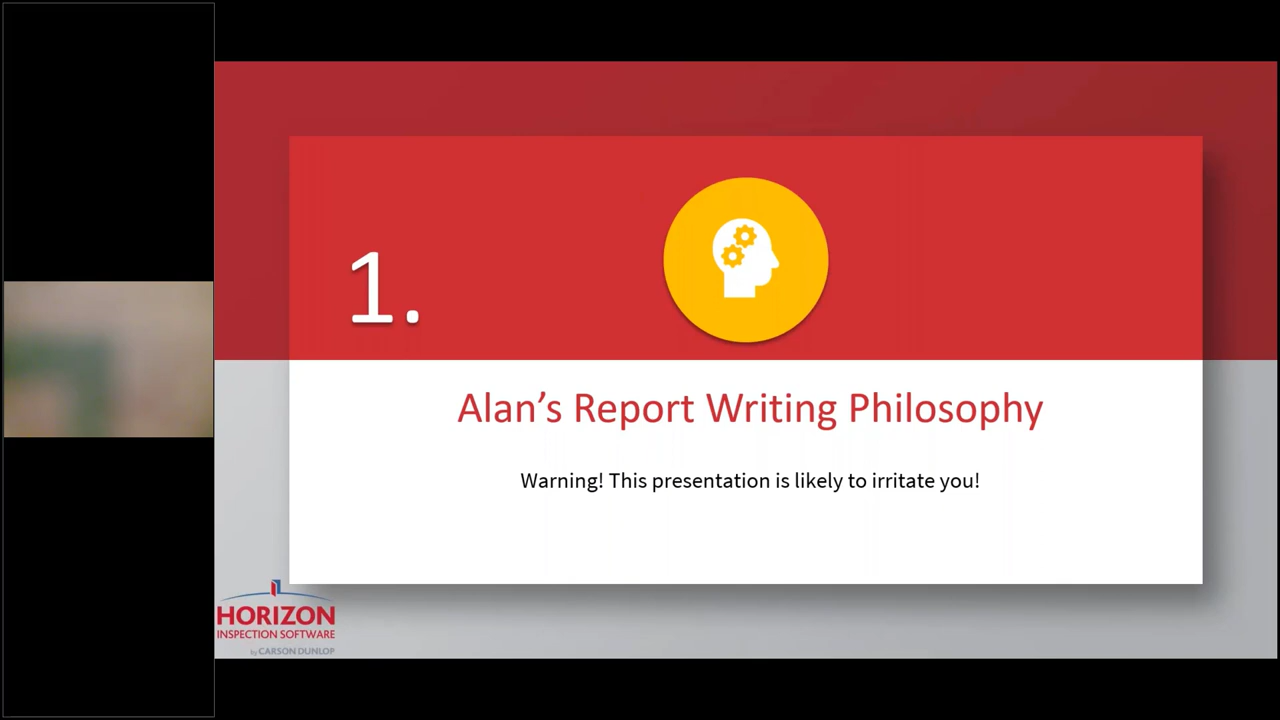 1.
Alan’s Report Writing Philosophy
Warning! This presentation is likely to irritate you!
HORIZON
INSPECTION SOFTWARE
by CARSON DUNLOP